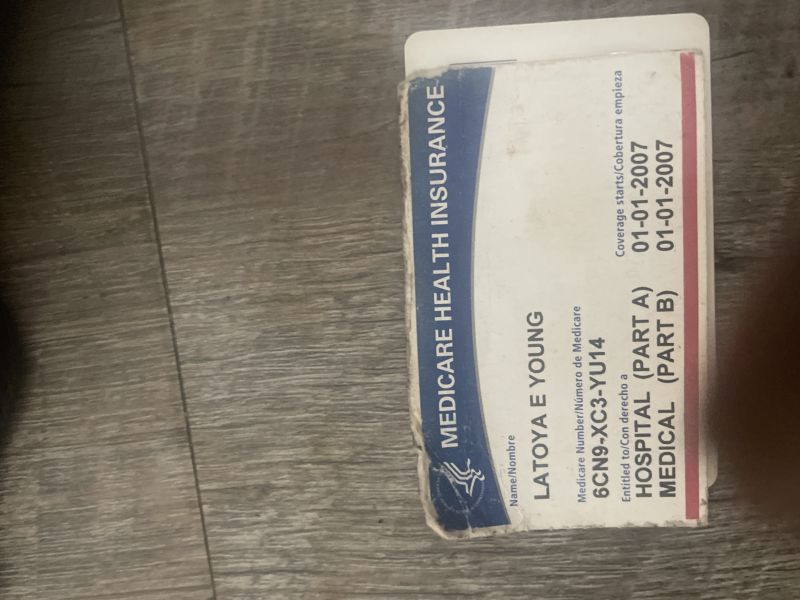 MEDICARE HEALTH INSURANCE
Name/Nombre
LATOYA E YOUNG
Medicare Number/Número de Medicare
6CN9-XC3-YU14
Entitled to/Con derecho a
Coverage starts/Cobertura empieza
HOSPITAL (PART A) 01-01-2007
MEDICAL (PART B) 01-01-2007